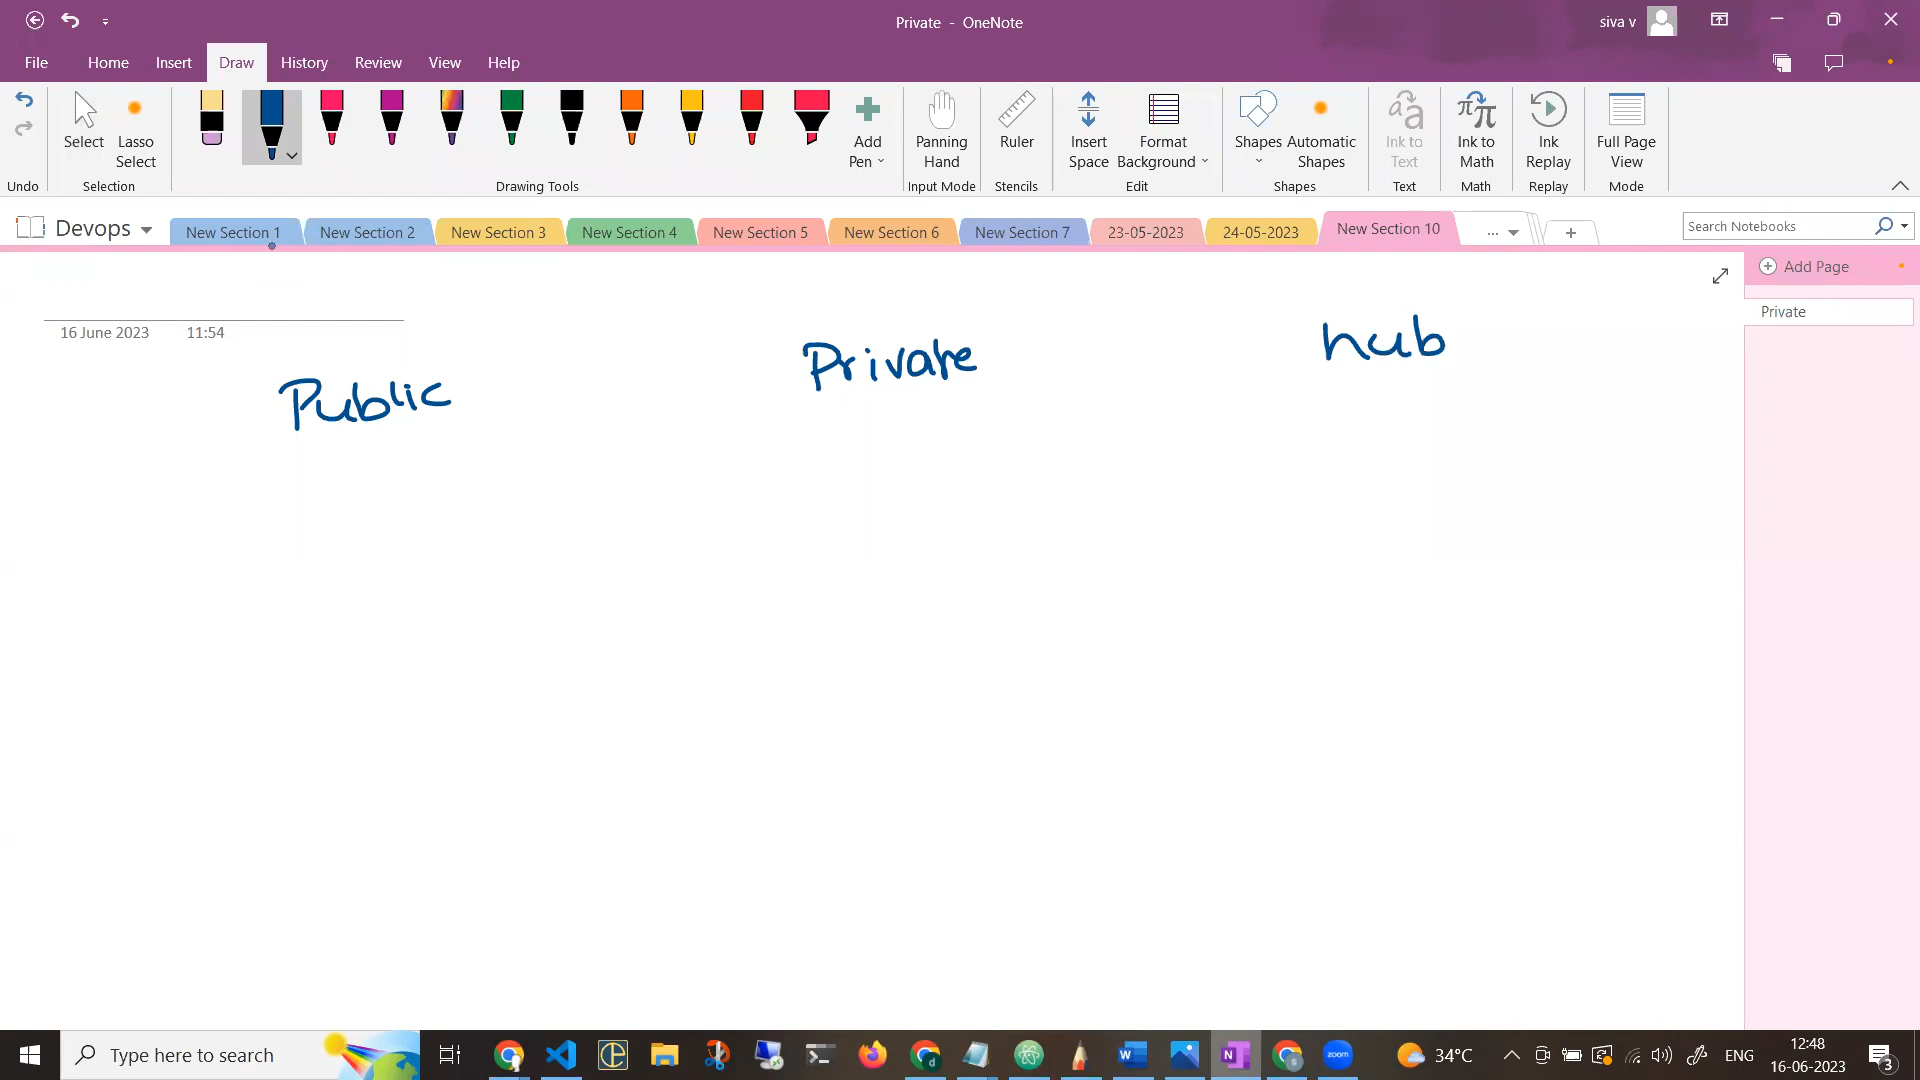 Private - OneNote
siva v
File Home Insert Draw History Review View Help
Select
Lasso Select
Add Pen
Panning Hand
Ruler
Insert Space
Format Background
Shapes
Automatic Shapes
Ink to Text
Ink to Math
Ink Replay
Full Page View
Undo Selection Drawing Tools Input Mode Stencils Edit Shapes Text Math Replay Mode
Devops New Section 1 New Section 2 New Section 3 New Section 4 New Section 5 New Section 6 New Section 7 23-05-2023 24-05-2023 New Section 10 ... Search Notebooks
Add Page
Private
16 June 2023 11:54
Public Private hub
Type here to search
34°C ENG
12:48
16-06-2023
3